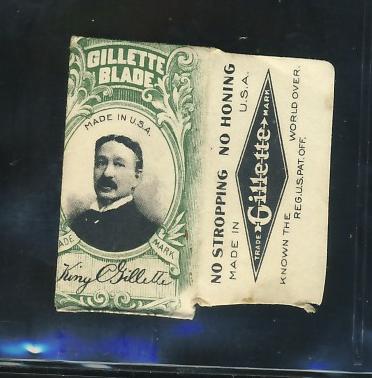 GILLETTE
BLADE
MADE IN U.S.A.
ADE MARK
King C Gillette
NO STROPPING NO HONING
MADE IN U.S.A.
TRADE Gillette MARK
KNOWN THE WORLD OVER.
REG.U.S.PAT.OFF.